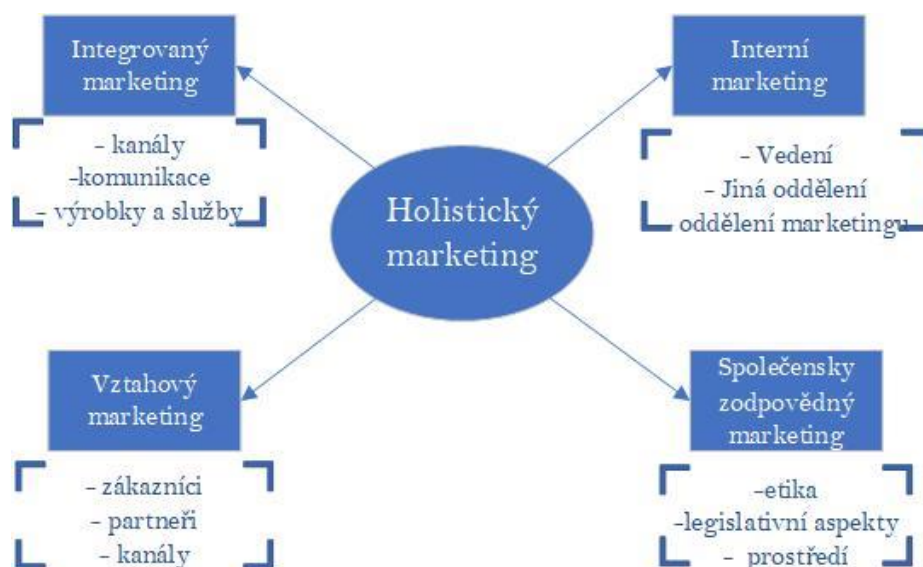 Integrovaný
marketing
- kanály
-komunikace
- výrobky a služby
Interní
marketing
- Vedení
- Jiná oddělení
- oddělení marketingu
Holistický
marketing
Vztahový
marketing
- zákazníci
- partneři
- kanály
Společensky
zodpovědný
marketing
-etika
-legislativní aspekty
- prostředí